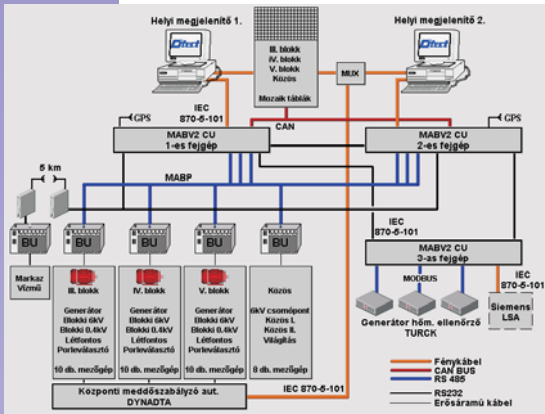 Helyi megjelenítő 1.
Helyi megjelenítő 2.
III. blokk
IV. blokk
V. blokk
Közös
Mozaik táblák
MUX
IEC
870-5-101
CAN
GPS
GPS
MABV2 CU
1-es fejgép
MABV2 CU
2-es fejgép
5 km
MABP
IEC
870-5-101
BU
BU
BU
BU
BU
MABV2 CU
3-as fejgép
Markaz
Vízmű
III. blokk
Generátor
Blokki 6kV
Blokki 0.4kV
Létfontos
Porleválasztó
10 db. mezőgép
IV. blokk
Generátor
Blokki 6kV
Blokki 0.4kV
Létfontos
Porleválasztó
10 db. mezőgép
V. blokk
Generátor
Blokki 6kV
Blokki 0.4kV
Létfontos
Porleválasztó
10 db. mezőgép
Közös
6kV csomópont
Közös I.
Közös II.
Világítás
8 db. mezőgép
MODBUS
IEC
870-5-101
Generátor hőm. ellenőrző
TURCK
Siemens
LSA
Központi meddőszabályzó aut.
DYNADTA
IEC 870-5-101
Fénykábel
CAN BUS
RS 485
RS232
Erősáramú kábel